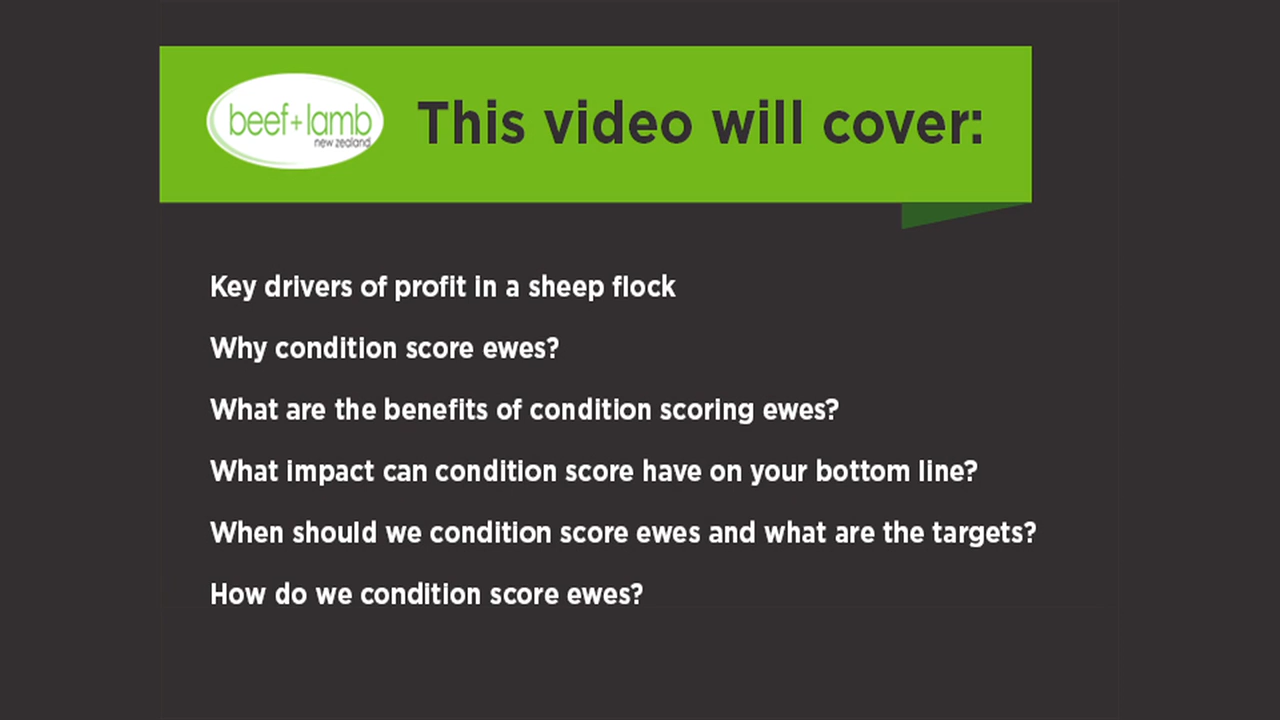 beef+lamb
new zealand
This video will cover:
Key drivers of profit in a sheep flock
Why condition score ewes?
What are the benefits of condition scoring ewes?
What impact can condition score have on your bottom line?
When should we condition score ewes and what are the targets?
How do we condition score ewes?